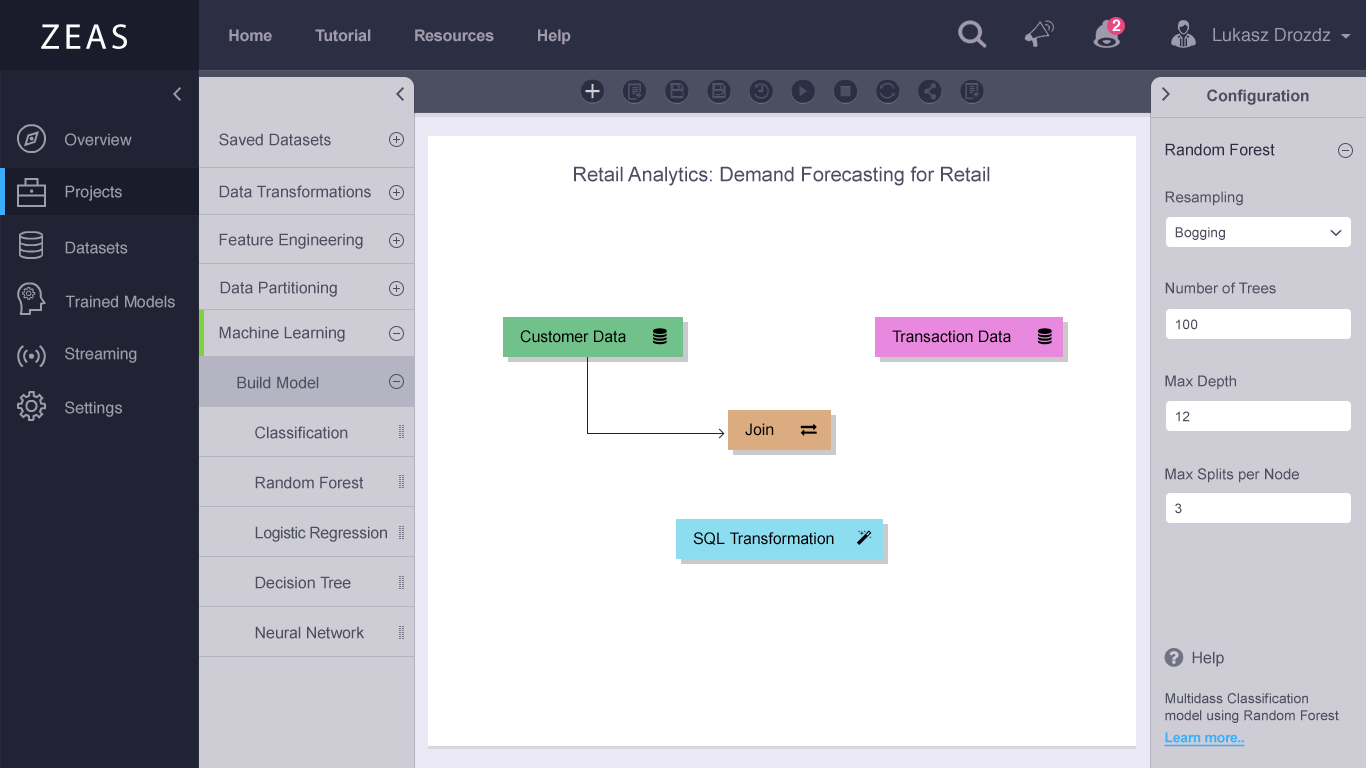 ZEAS
Home
Tutorial
Resources
Help
2
Lukasz Drozdz
Overview
Projects
Datasets
Trained Models
Streaming
Settings
Saved Datasets
Data Transformations
Feature Engineering
Data Partitioning
Machine Learning
Build Model
Classification
Random Forest
Logistic Regression
Decision Tree
Neural Network
Retail Analytics: Demand Forecasting for Retail
Customer Data
Transaction Data
Join
SQL Transformation
Configuration
Random Forest
Resampling
Bogging
Number of Trees
100
Max Depth
12
Max Splits per Node
3
? Help
Multidass Classification
model using Random Forest
Learn more..